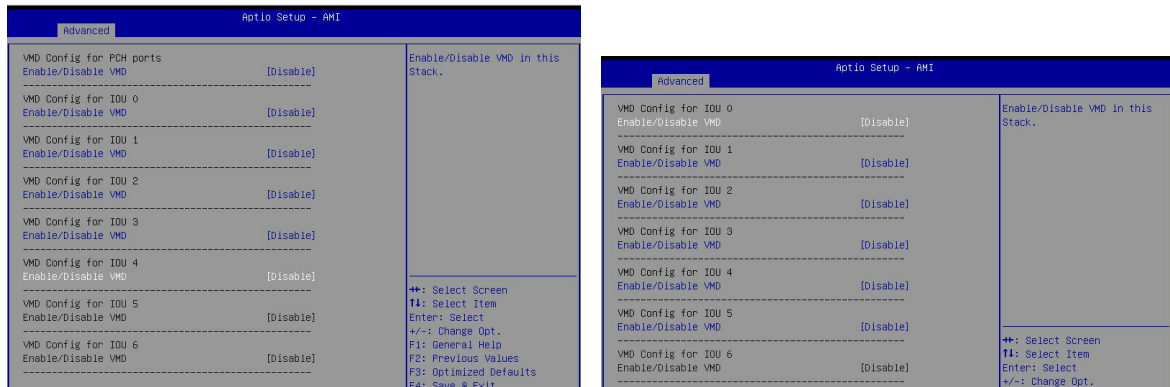 Aptio Setup - AMI
Advanced
VMD Config for PCH ports
Enable/Disable VMD [Disable]
VMD Config for IOU 0
Enable/Disable VMD [Disable]
VMD Config for IOU 1
Enable/Disable VMD [Disable]
VMD Config for IOU 2
Enable/Disable VMD [Disable]
VMD Config for IOU 3
Enable/Disable VMD [Disable]
VMD Config for IOU 4
Enable/Disable VMD [Disable]
VMD Config for IOU 5
Enable/Disable VMD [Disable]
VMD Config for IOU 6
Enable/Disable VMD [Disable]
Enable/Disable VMD in this
Stack.
→←: Select Screen
↑↓: Select Item
Enter: Select
+/-: Change Opt.
F1: General Help
F2: Previous Values
F3: Optimized Defaults
F4: Save & Exit
Aptio Setup - AMI
Advanced
VMD Config for IOU 0
Enable/Disable VMD [Disable]
VMD Config for IOU 1
Enable/Disable VMD [Disable]
VMD Config for IOU 2
Enable/Disable VMD [Disable]
VMD Config for IOU 3
Enable/Disable VMD [Disable]
VMD Config for IOU 4
Enable/Disable VMD [Disable]
VMD Config for IOU 5
Enable/Disable VMD [Disable]
VMD Config for IOU 6
Enable/Disable VMD [Disable]
Enable/Disable VMD in this
Stack.
→←: Select Screen
↑↓: Select Item
Enter: Select
+/-: Change Opt.